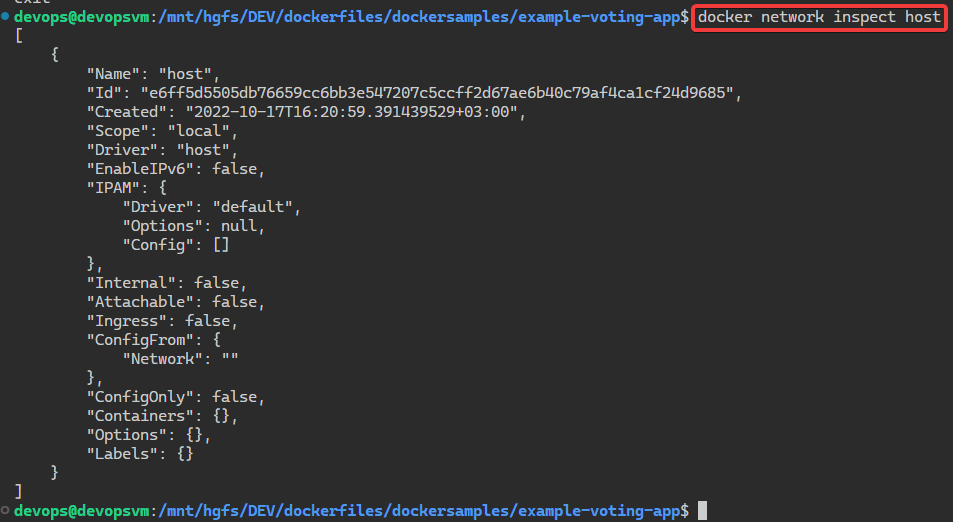 exit
devops@devopsvm:/mnt/hgfs/DEV/dockerfiles/dockersamples/example-voting-app$ docker network inspect host
[
    {
        "Name": "host",
        "Id": "e6ff5d5505db76659cc6bb3e547207c5ccff2d67ae6b40c79af4ca1cf24d9685",
        "Created": "2022-10-17T16:20:59.391439529+03:00",
        "Scope": "local",
        "Driver": "host",
        "EnableIPv6": false,
        "IPAM": {
            "Driver": "default",
            "Options": null,
            "Config": []
        },
        "Internal": false,
        "Attachable": false,
        "Ingress": false,
        "ConfigFrom": {
            "Network": ""
        },
        "ConfigOnly": false,
        "Containers": {},
        "Options": {},
        "Labels": {}
    }
]
devops@devopsvm:/mnt/hgfs/DEV/dockerfiles/dockersamples/example-voting-app$